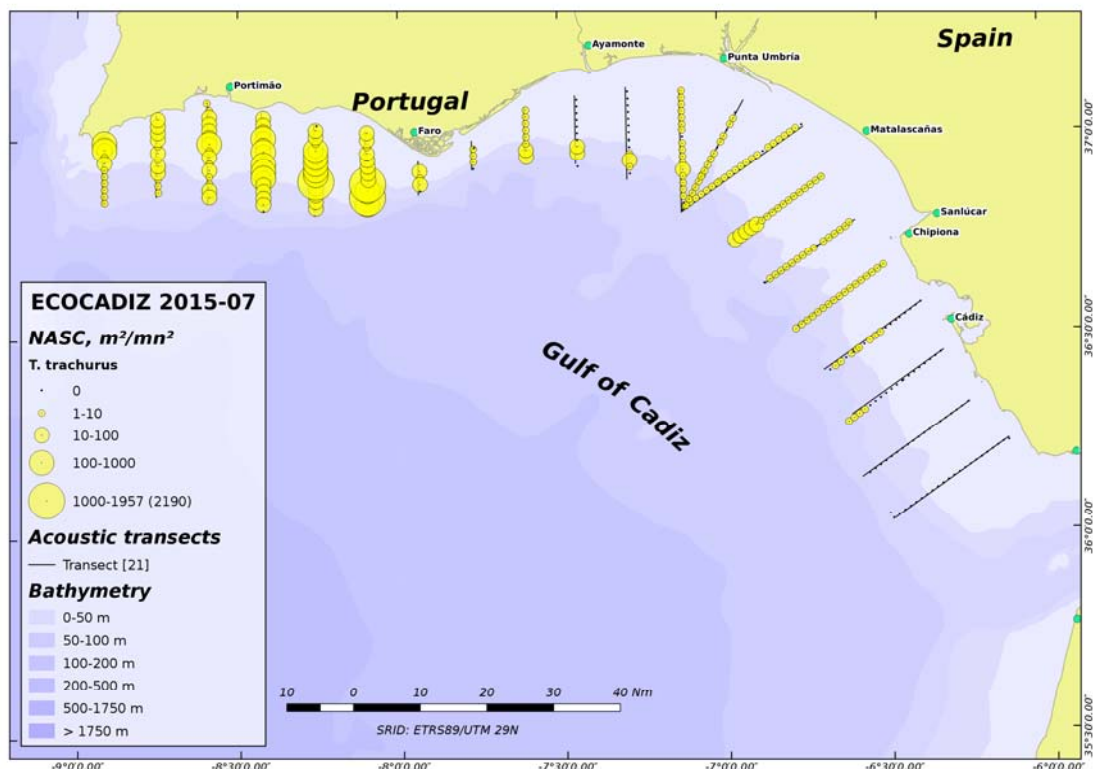 Spain
Ayamonte
Punta Umbría
Portimão
Portugal
Faro
Matalascañas
Sanlúcar
Chipiona
Cádiz
Gulf of Cadiz
37°0'0.00"
36°30'0.00"
36°0'0.00"
35°30'0.00"
ECOCADIZ 2015-07
NASC, m²/mn²
T. trachurus
0
1-10
10-100
100-1000
1000-1957 (2190)
Acoustic transects
Transect [21]
Bathymetry
0-50 m
50-100 m
100-200 m
200-500 m
500-1750 m
> 1750 m
10 0 10 20 30 40 Nm
SRID: ETRS89/UTM 29N
-9°0'0.00" -8°30'0.00" -8°0'0.00" -7°30'0.00" -7°0'0.00" -6°30'0.00" -6°0'0.00"